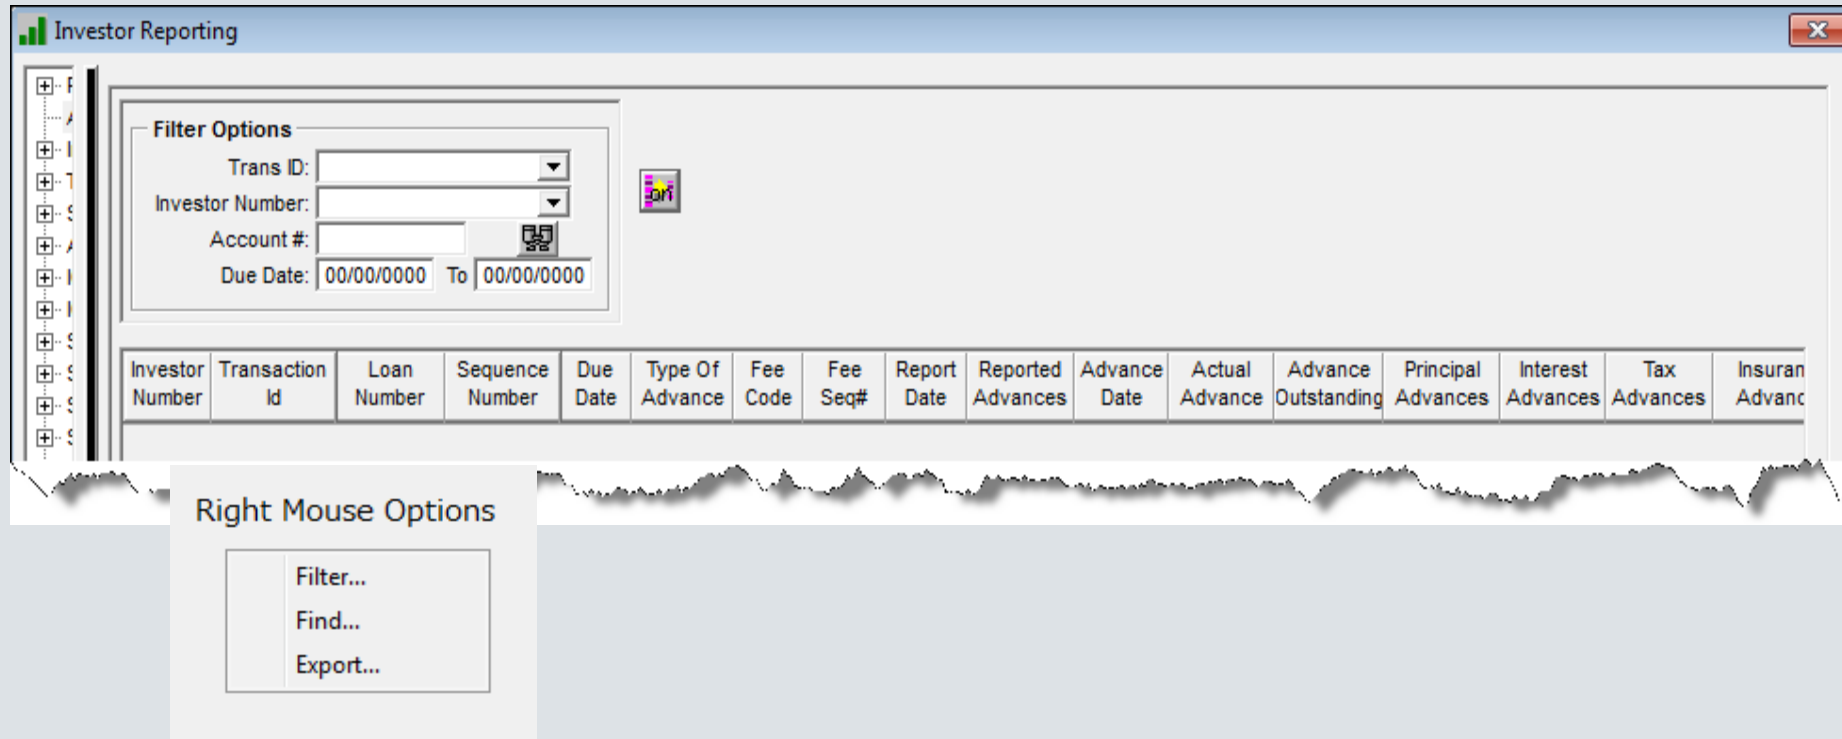 Investor Reporting
Filter Options
Trans ID:
Investor Number:
Account #:
Due Date: 00/00/0000 To 00/00/0000
on
Investor Transaction Loan Sequence Due Type Of Fee Fee Report Reported Advance Actual Advance Principal Interest Tax Insuran
Number Id Number Number Date Advance Code Seq# Date Advances Date Advance Outstanding Advances Advances Advances Advanc
Right Mouse Options
Filter...
Find...
Export...